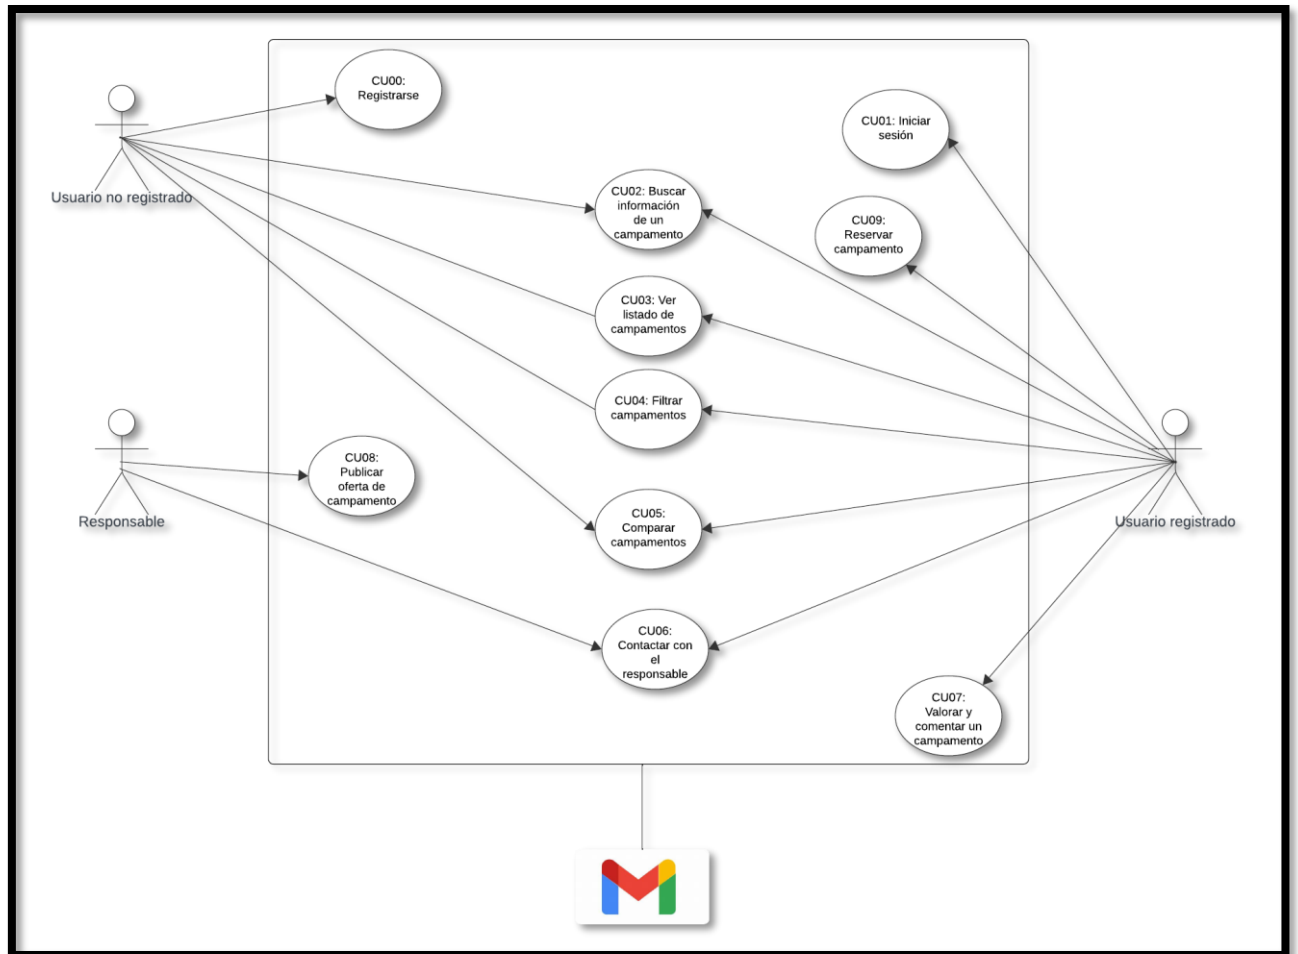 CU00:
Registrarse
CU01: Iniciar
sesión
Usuario no registrado
CU02: Buscar
información
de un
campamento
CU09:
Reservar
campamento
CU03: Ver
listado de
campamentos
CU04: Filtrar
campamentos
CU08:
Publicar
oferta de
campamento
Responsable
CU05:
Comparar
campamentos
Usuario registrado
CU06:
Contactar con
el
responsable
CU07:
Valorar y
comentar un
campamento